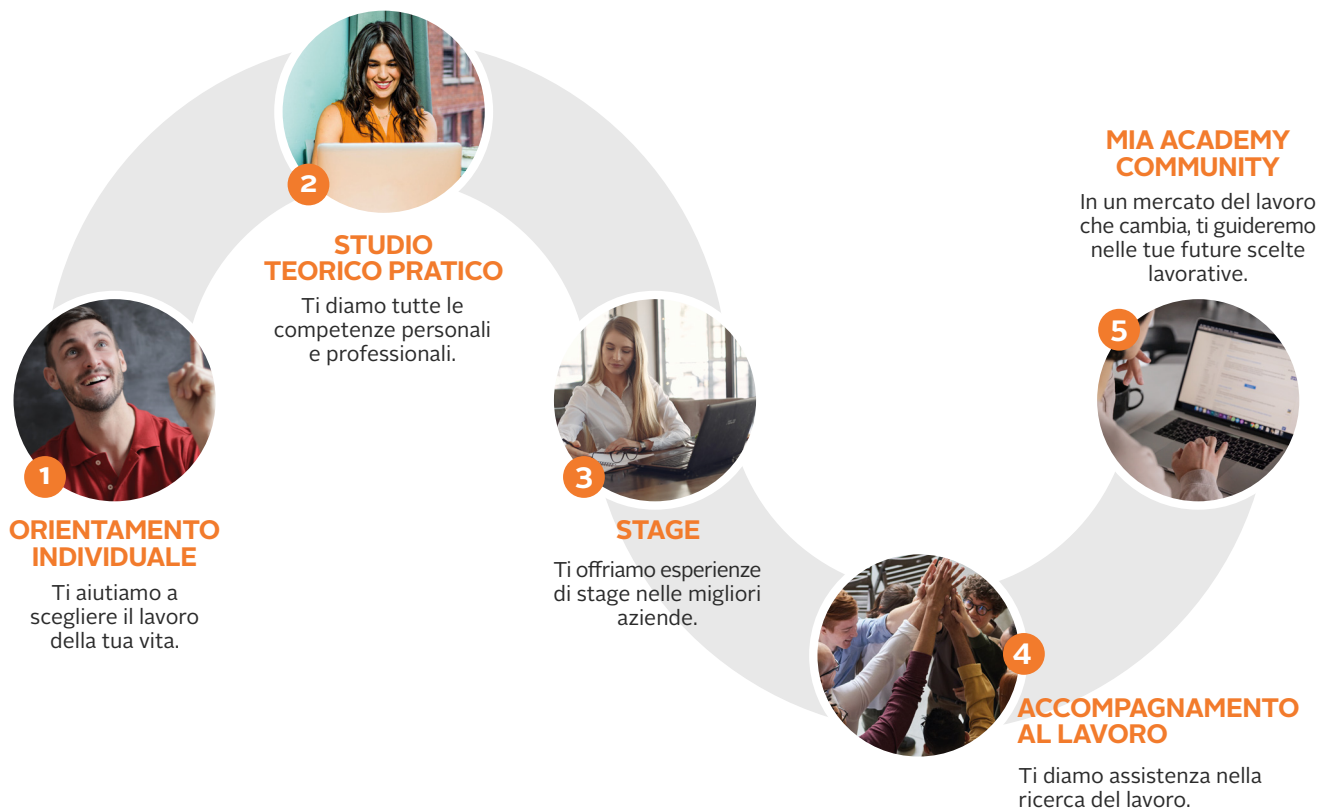 1
ORIENTAMENTO
INDIVIDUALE
Ti aiutiamo a
scegliere il lavoro
della tua vita.
2
STUDIO
TEORICO PRATICO
Ti diamo tutte le
competenze personali
e professionali.
3
STAGE
Ti offriamo esperienze
di stage nelle migliori
aziende.
4
ACCOMPAGNAMENTO
AL LAVORO
Ti diamo assistenza nella
ricerca del lavoro.
MIA ACADEMY
COMMUNITY
In un mercato del lavoro
che cambia, ti guideremo
nelle tue future scelte
lavorative.
5